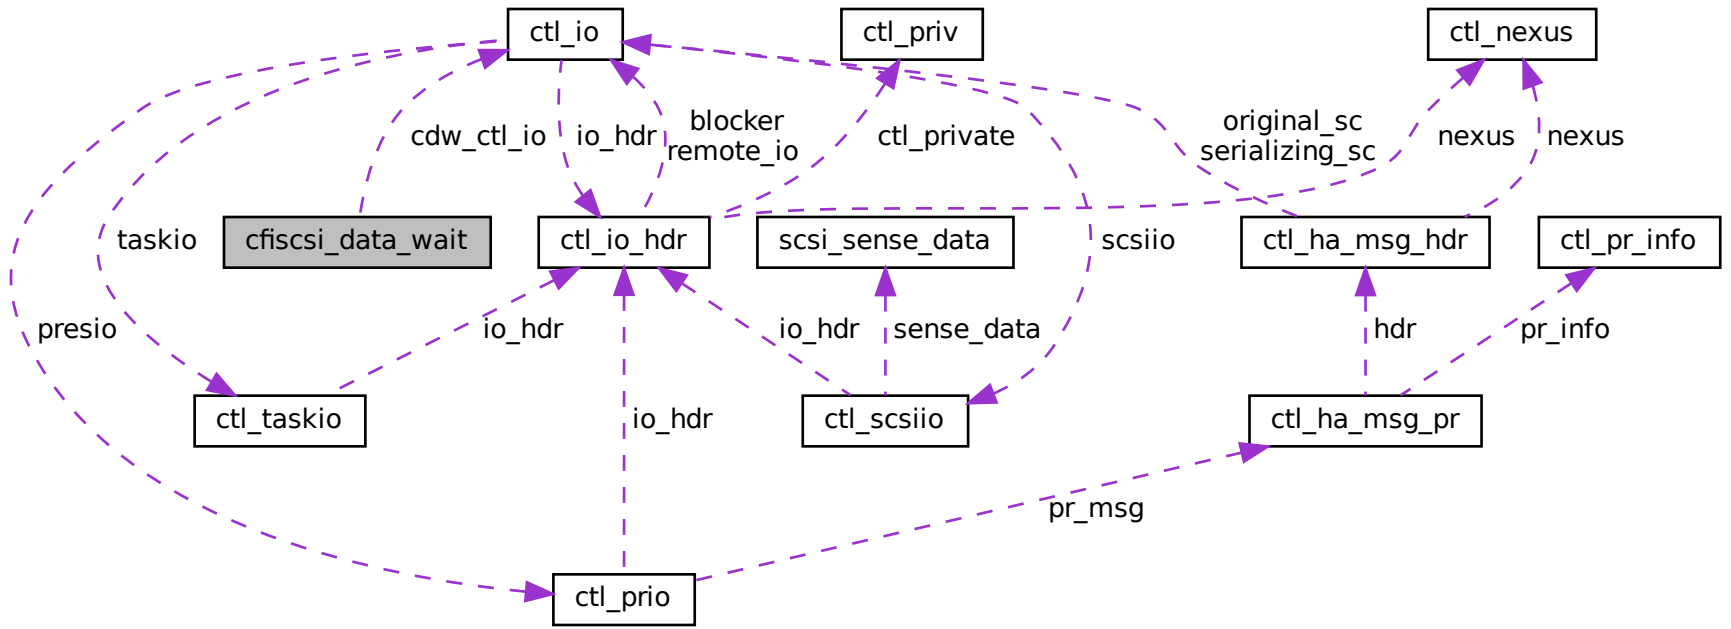 ctl_io
ctl_priv
ctl_nexus
blocker
remote_io
original_sc
serializing_sc
cdw_ctl_io
io_hdr
ctl_private
nexus
nexus
taskio
cfiscsi_data_wait
ctl_io_hdr
scsi_sense_data
scsiio
ctl_ha_msg_hdr
ctl_pr_info
presio
io_hdr
io_hdr
sense_data
hdr
pr_info
ctl_taskio
io_hdr
ctl_scsiio
ctl_ha_msg_pr
pr_msg
ctl_prio